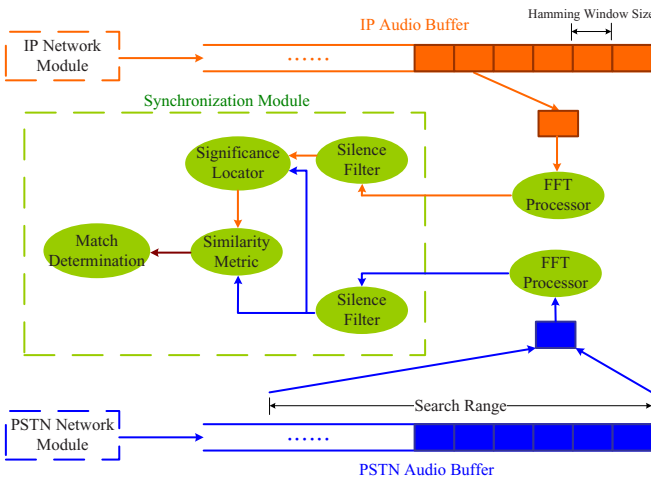 IP Audio Buffer
Hamming Window Size
IP Network
Module
......
Synchronization Module
Significance
Locator
Silence
Filter
FFT
Processor
Match
Determination
Similarity
Metric
FFT
Processor
Silence
Filter
Search Range
PSTN Network
Module
......
PSTN Audio Buffer